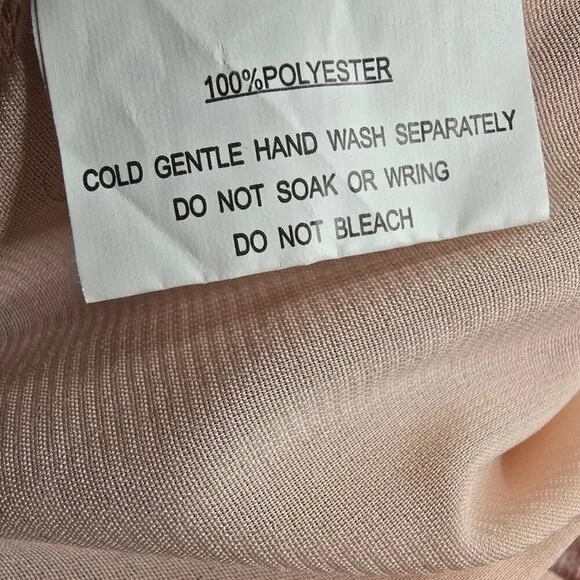 100%POLYESTER
COLD GENTLE HAND WASH SEPARATELY
DO NOT SOAK OR WRING
DO NOT BLEACH